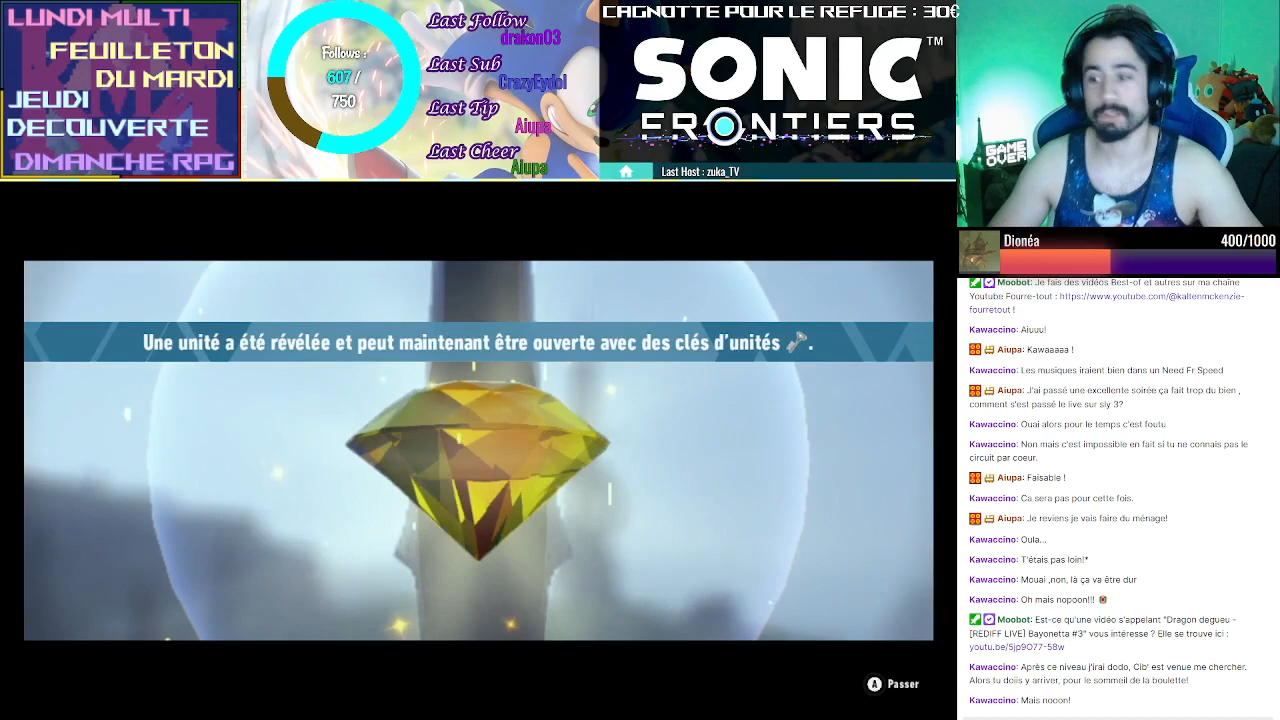 LUNDI MULTI
FEUILLETON
DU MARDI
JEUDI
DECOUVERTE
DIMANCHE RPG
Follows :
607 /
750
Last Follow
drakon03
Last Sub
CrazyEydol
Last Tip
Aiupa
Last Cheer
Aiupa
CAGNOTTE POUR LE REFUGE : 30€
SONIC™
FRONTIERS
Last Host : zuka_TV
GAME
OVER
Dionéa 400/1000
Une unité a été révélée et peut maintenant être ouverte avec des clés d'unités .
A Passer
Moobot: Je fais des vidéos Best-of et autres sur ma chaîne
Youtube Fourre-tout : https://www.youtube.com/@kaltenmckenzie-
fourretout !
Kawaccino: Aiuuu!
Aiupa: Kawaaaaa !
Kawaccino: Les musiques iraient bien dans un Need Fr Speed
Aiupa: J'ai passé une excellente soirée ça fait trop du bien ,
comment s'est passé le live sur sly 3?
Kawaccino: Ouai alors pour le temps c'est foutu
Kawaccino: Non mais c'est impossible en fait si tu ne connais pas le
circuit par coeur.
Aiupa: Faisable !
Kawaccino: Ca sera pas pour cette fois.
Aiupa: Je reviens je vais faire du ménage!
Kawaccino: Oula...
Kawaccino: T'étais pas loin!*
Kawaccino: Mouai ,non, là ça va être dur
Kawaccino: Oh mais nopoon!!!
Moobot: Est-ce qu'une vidéo s'appelant "Dragon degueu -
[REDIFF LIVE] Bayonetta #3" vous intéresse ? Elle se trouve ici :
youtu.be/5jp9O77-58w
Kawaccino: Après ce niveau j'irai dodo, Cib' est venue me chercher.
Alors tu doiis y arriver, pour le sommeil de la boulette!
Kawaccino: Mais nooon!